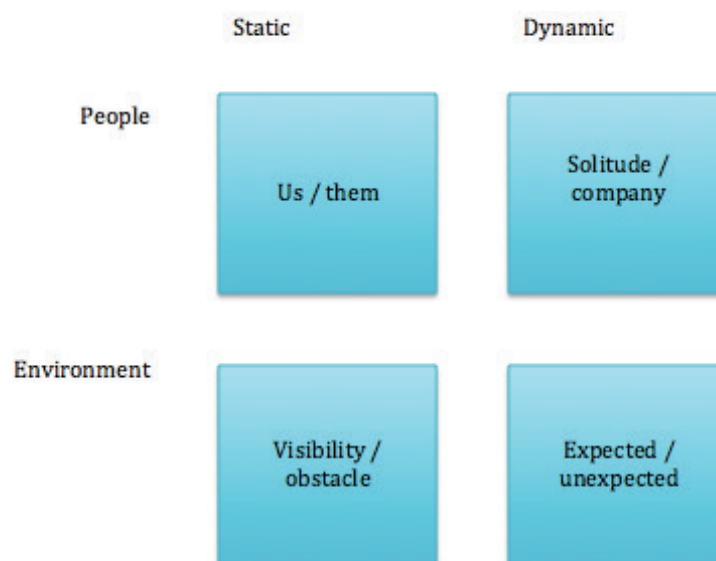 Static Dynamic
People
Us / them
Solitude /
company
Environment
Visibility /
obstacle
Expected /
unexpected